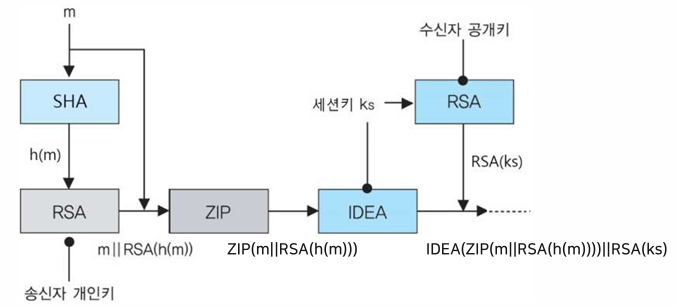 m
수신자 공개키
SHA
세션키 ks
RSA
h(m)
RSA(ks)
RSA
ZIP
IDEA
m||RSA(h(m))
ZIP(m||RSA(h(m)))
IDEA(ZIP(m||RSA(h(m))))||RSA(ks)
송신자 개인키